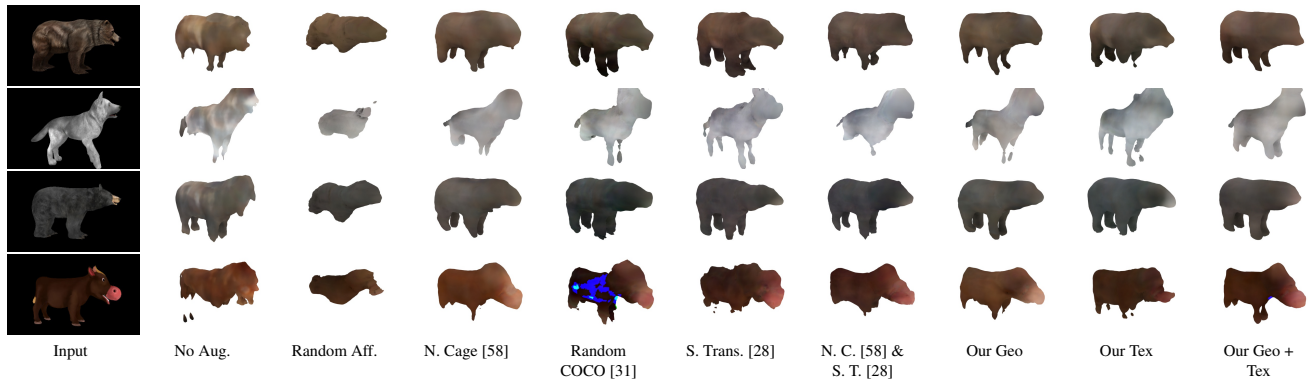 Input
No Aug.
Random Aff.
N. Cage [58]
Random
COCO [31]
S. Trans. [28]
N. C. [58] &
S. T. [28]
Our Geo
Our Tex
Our Geo +
Tex